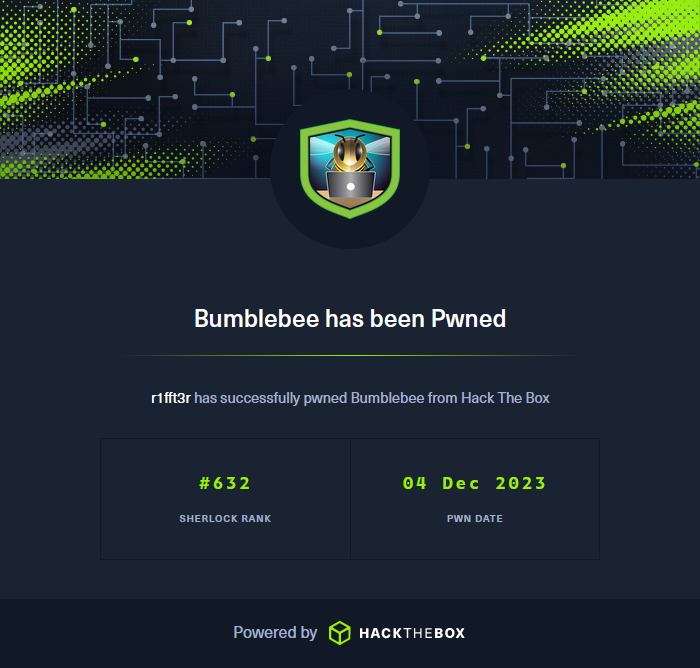 Bumblebee has been Pwned
r1fft3r has successfully pwned Bumblebee from Hack The Box
#632
SHERLOCK RANK
04 Dec 2023
PWN DATE
Powered by HACKTHEBOX